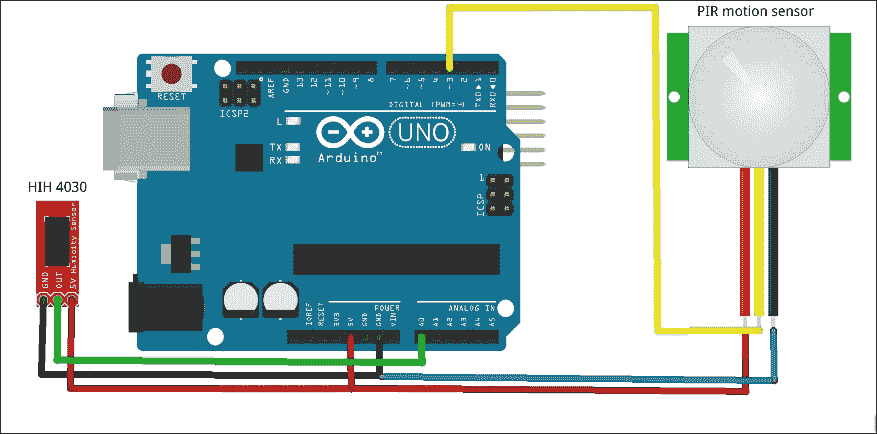 PIR motion sensor
RESET
ICSP2
AREF
GND
13
12
~11
~10
~9
8
7
~6
~5
4
~3
2
TXD▶1
RXD◀0
DIGITAL (PWM=~)
L
TX
RX
Arduino™
UNO
ON
1
ICSP
HIH 4030
GND
OUT
5V
Humidity Sensor
POWER
ANALOG IN
IOREF
RESET
3V3
5V
GND
GND
VIN
A0
A1
A2
A3
A4
A5